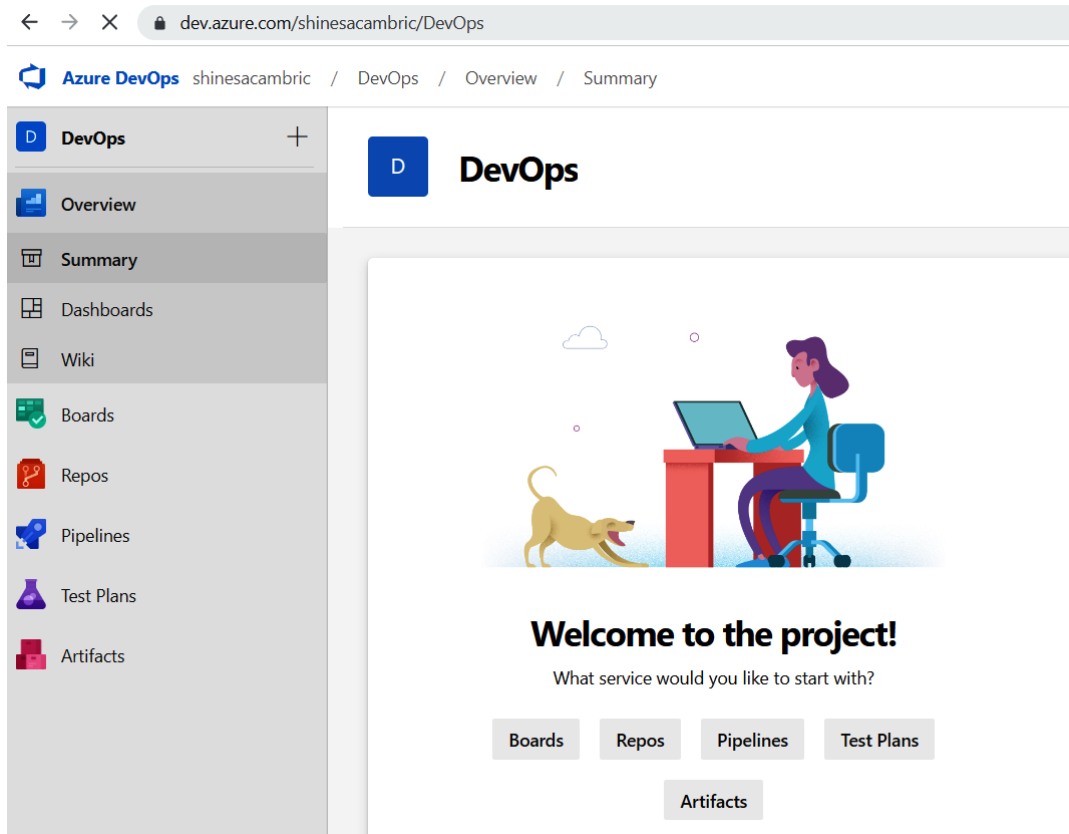 dev.azure.com/shinesacambric/DevOps
Azure DevOps shinesacambric / DevOps / Overview / Summary
D DevOps +
D DevOps
Overview
Summary
Dashboards
Wiki
Boards
Repos
Pipelines
Test Plans
Artifacts
Welcome to the project!
What service would you like to start with?
Boards Repos Pipelines Test Plans
Artifacts